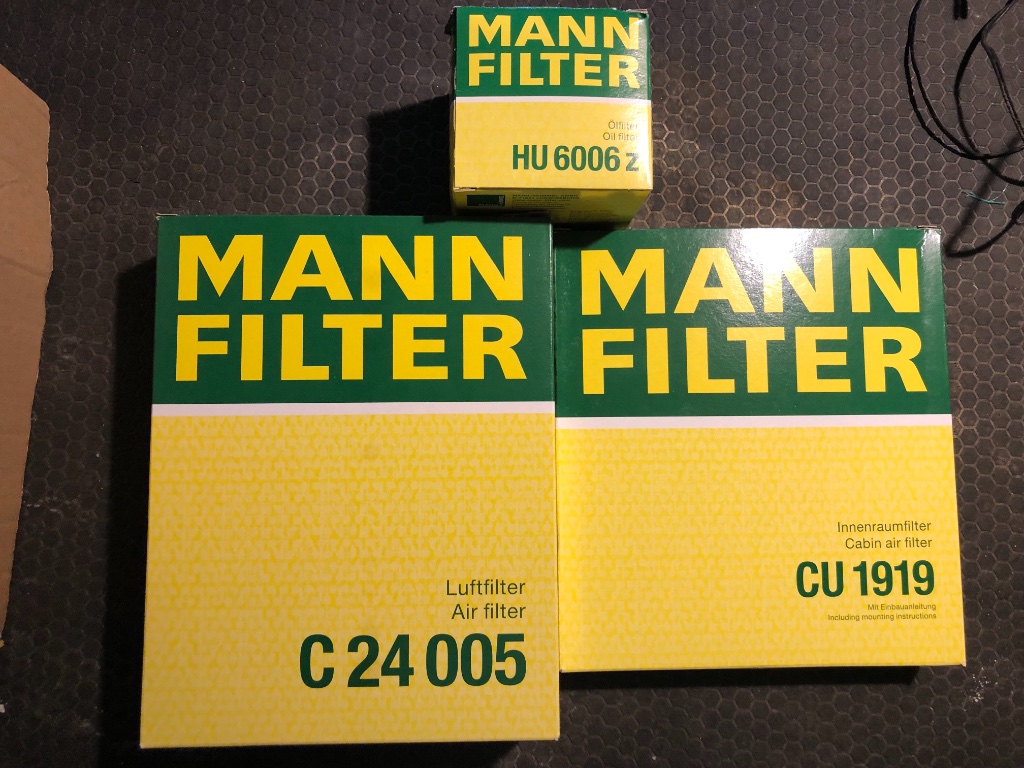 MANN
FILTER
Ölfilter
Oil filter
HU 6006 z
MANN
FILTER
Luftfilter
Air filter
C 24 005
MANN
FILTER
Innenraumfilter
Cabin air filter
CU 1919
Mit Einbauanleitung
Including mounting instructions